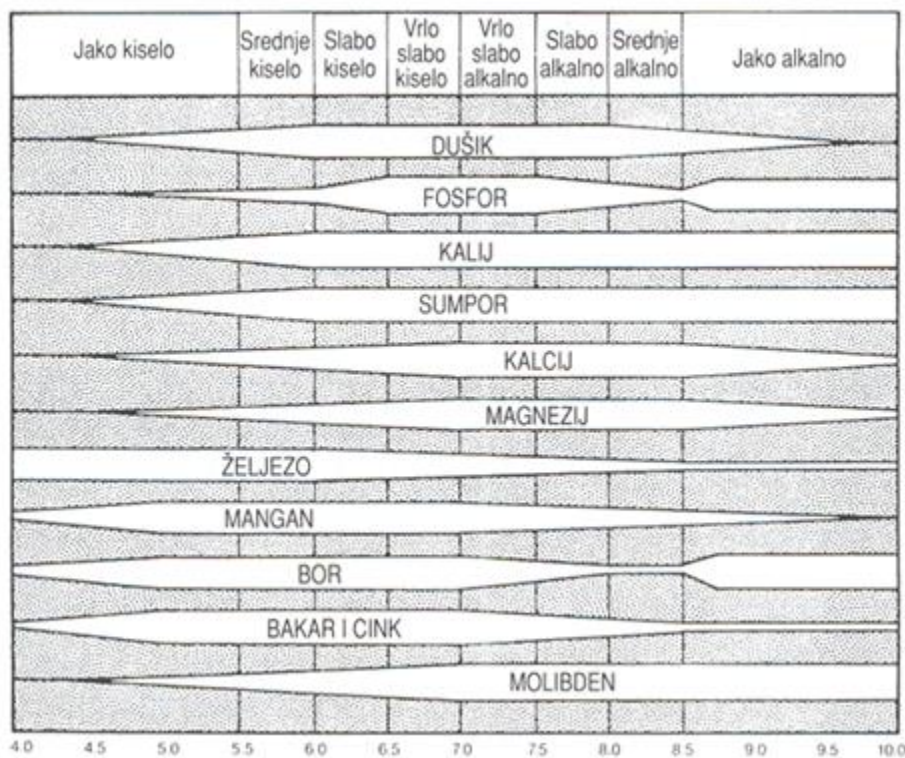 Jako kiselo
Srednje
kiselo
Slabo
kiselo
Vrlo
slabo
kiselo
Vrlo
slabo
alkalno
Slabo
alkalno
Srednje
alkalno
Jako alkalno
DUŠIK
FOSFOR
KALIJ
SUMPOR
KALCIJ
MAGNEZIJ
ŽELJEZO
MANGAN
BOR
BAKAR I CINK
MOLIBDEN
4.0 4.5 5.0 5.5 6.0 6.5 7.0 7.5 8.0 8.5 9.0 9.5 10.0